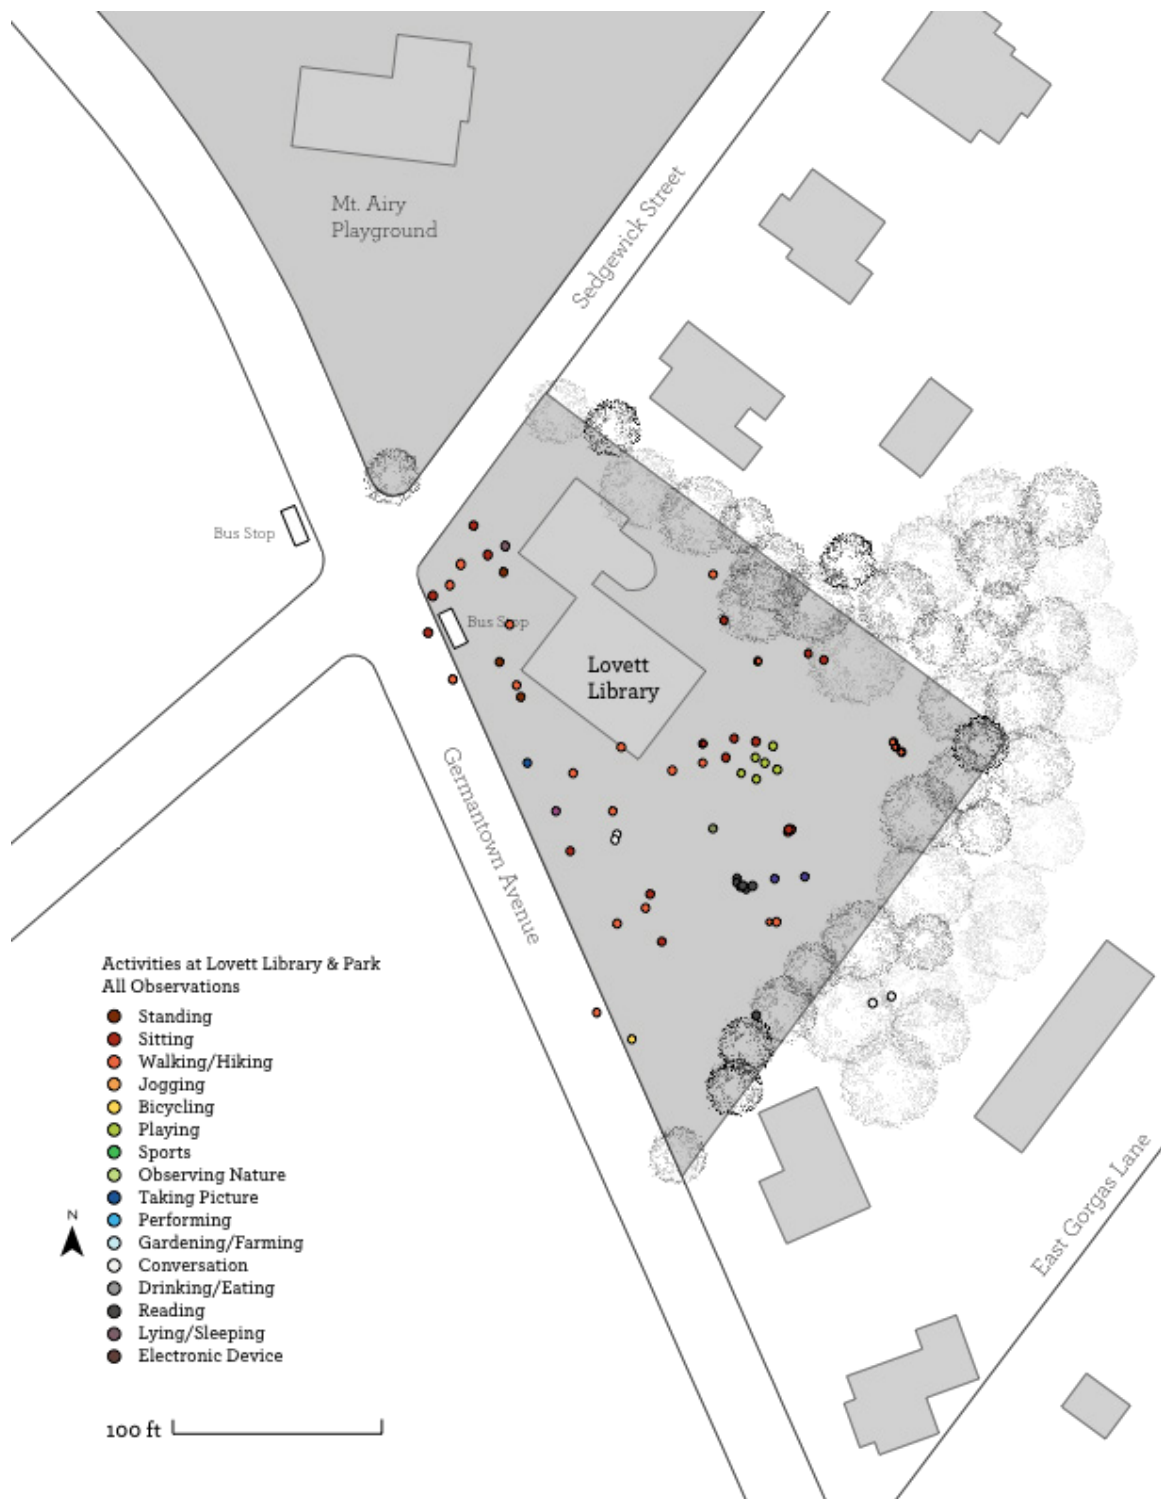 Mt. Airy
Playground
Sedgewick Street
Bus Stop
Bus Stop
Lovett
Library
Germantown Avenue
Activities at Lovett Library & Park
All Observations
Standing
Sitting
Walking/Hiking
Jogging
Bicycling
Playing
Sports
Observing Nature
Taking Picture
Performing
Gardening/Farming
Conversation
Drinking/Eating
Reading
Lying/Sleeping
Electronic Device
N
East Gorgas Lane
100 ft